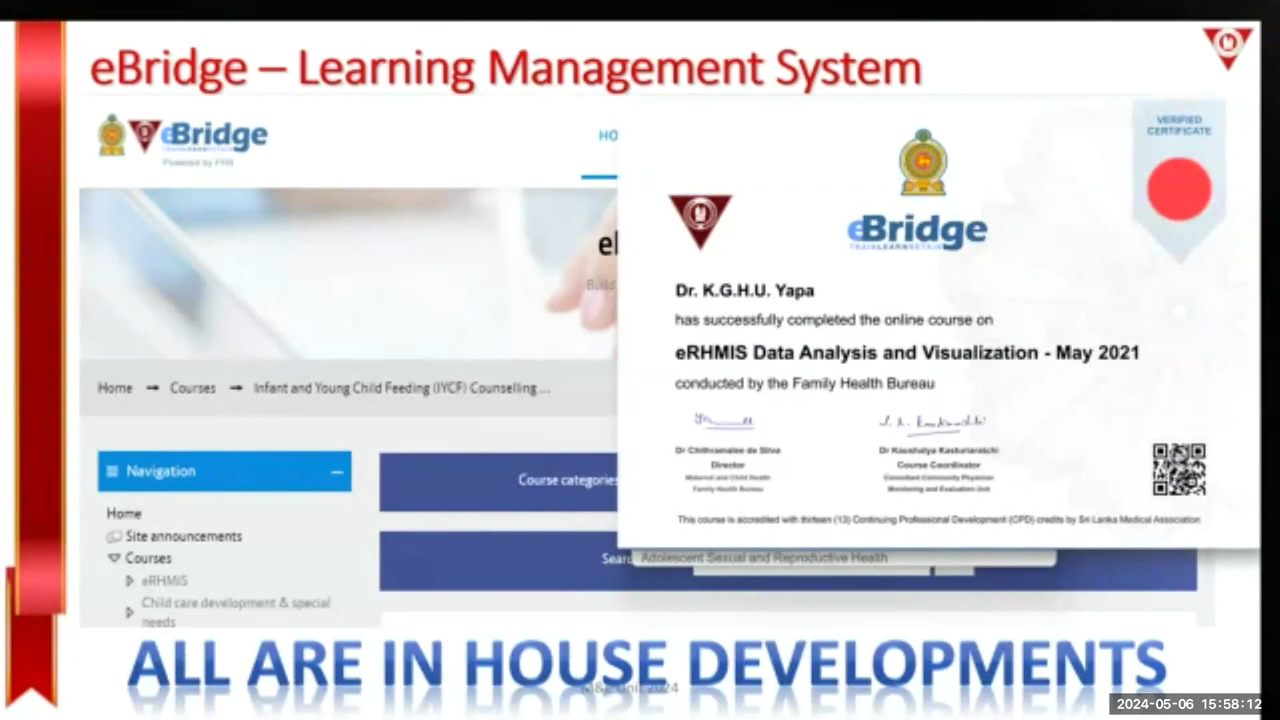 eBridge – Learning Management System
eBridge
Powered by FHB
HO
VERIFIED
CERTIFICATE
eBridge
TRAIN LEARN RETAIN
Dr. K.G.H.U. Yapa
has successfully completed the online course on
eRHMIS Data Analysis and Visualization - May 2021
conducted by the Family Health Bureau
Dr Chithramalee de Silva
Director
Maternal and Child Health
Family Health Bureau
Dr Kaushalya Kasturiaratchi
Course Coordinator
Consultant Community Physician
Monitoring and Evaluation Unit
This course is accredited with thirteen (13) Continuing Professional Development (CPD) credits by Sri Lanka Medical Association
Home → Courses → Infant and Young Child Feeding (IYCF) Counselling ...
Navigation
Home
Site announcements
Courses
eRHMIS
Child care development & special
needs
Course categories
Adolescent Sexual and Reproductive Health
ALL ARE IN HOUSE DEVELOPMENTS
M&E Unit 2024
2024-05-06 15:58:12